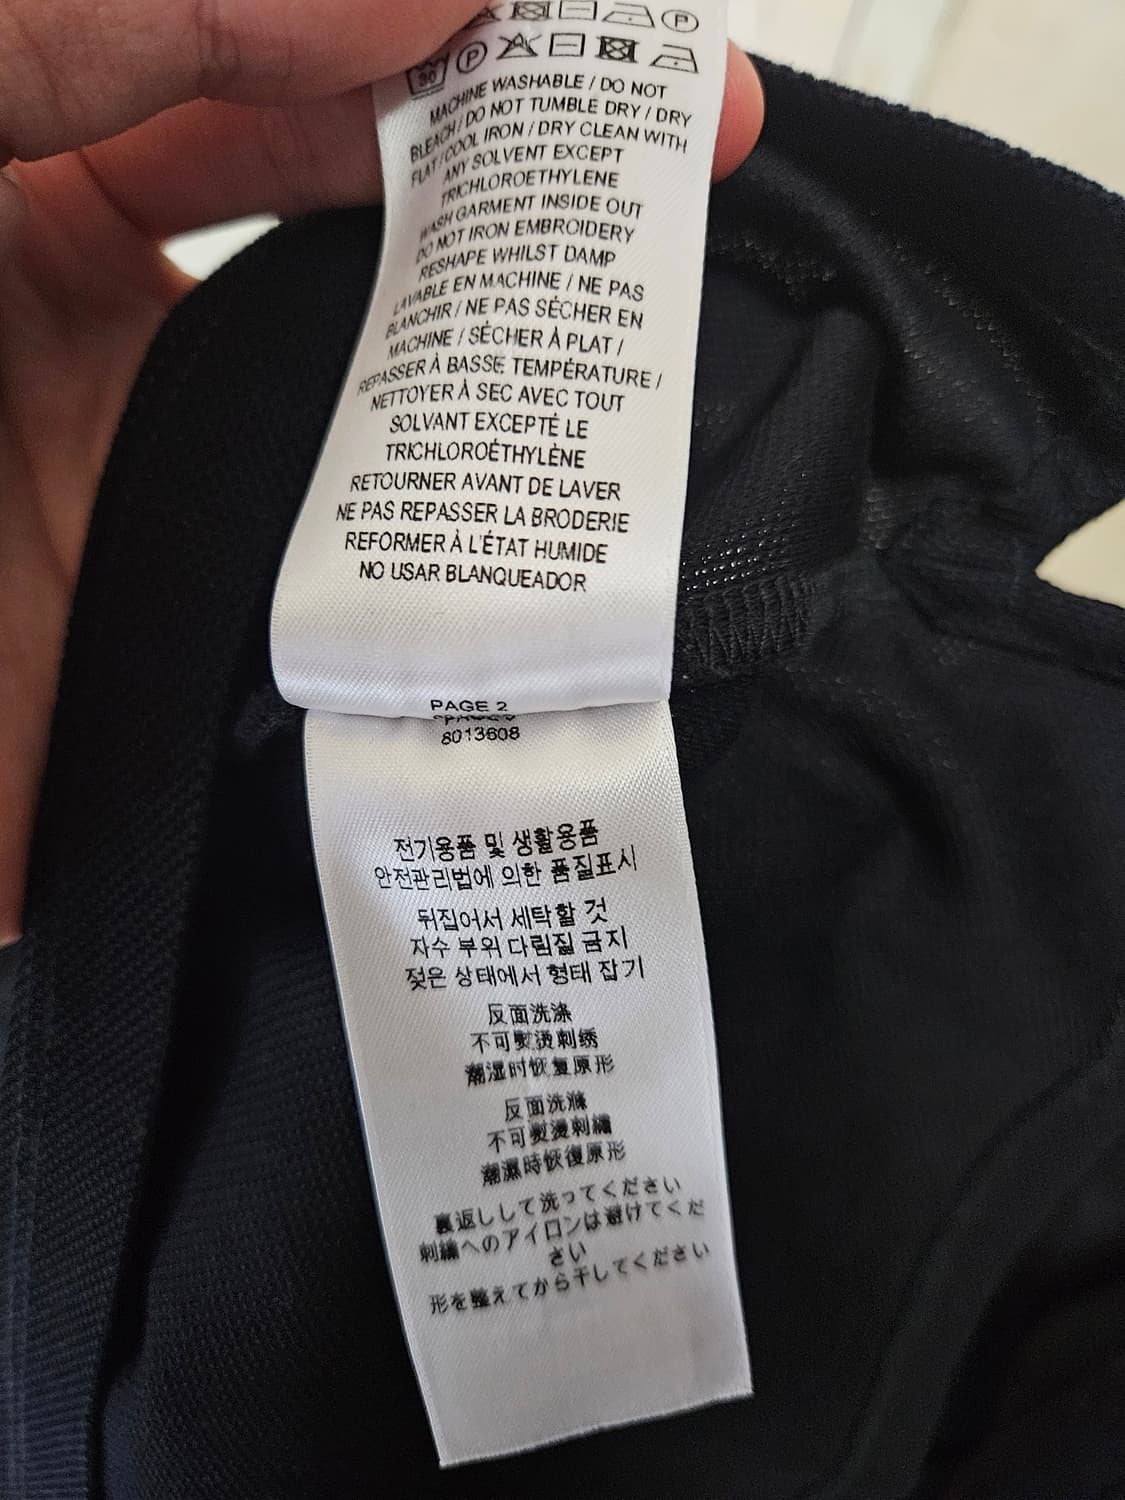 30
P
P
MACHINE WASHABLE / DO NOT
BLEACH / DO NOT TUMBLE DRY / DRY
FLAT / COOL IRON / DRY CLEAN WITH
ANY SOLVENT EXCEPT
TRICHLOROETHYLENE
WASH GARMENT INSIDE OUT
DO NOT IRON EMBROIDERY
RESHAPE WHILST DAMP
LAVABLE EN MACHINE / NE PAS
BLANCHIR / NE PAS SÉCHER EN
MACHINE / SÉCHER À PLAT /
REPASSER À BASSE TEMPÉRATURE /
NETTOYER À SEC AVEC TOUT
SOLVANT EXCEPTÉ LE
TRICHLOROÉTHYLÈNE
RETOURNER AVANT DE LAVER
NE PAS REPASSER LA BRODERIE
REFORMER À L'ÉTAT HUMIDE
NO USAR BLANQUEADOR
PAGE 2
8013608
전기용품 및 생활용품
안전관리법에 의한 품질표시
뒤집어서 세탁할 것
자수 부위 다림질 금지
젖은 상태에서 형태 잡기
反面洗涤
不可熨烫刺绣
潮湿时恢复原形
反面洗滌
不可熨燙刺繡
潮濕時恢復原形
裏返しして洗ってください
刺繍へのアイロンは避けてくだ
さい
形を整えてから干してください